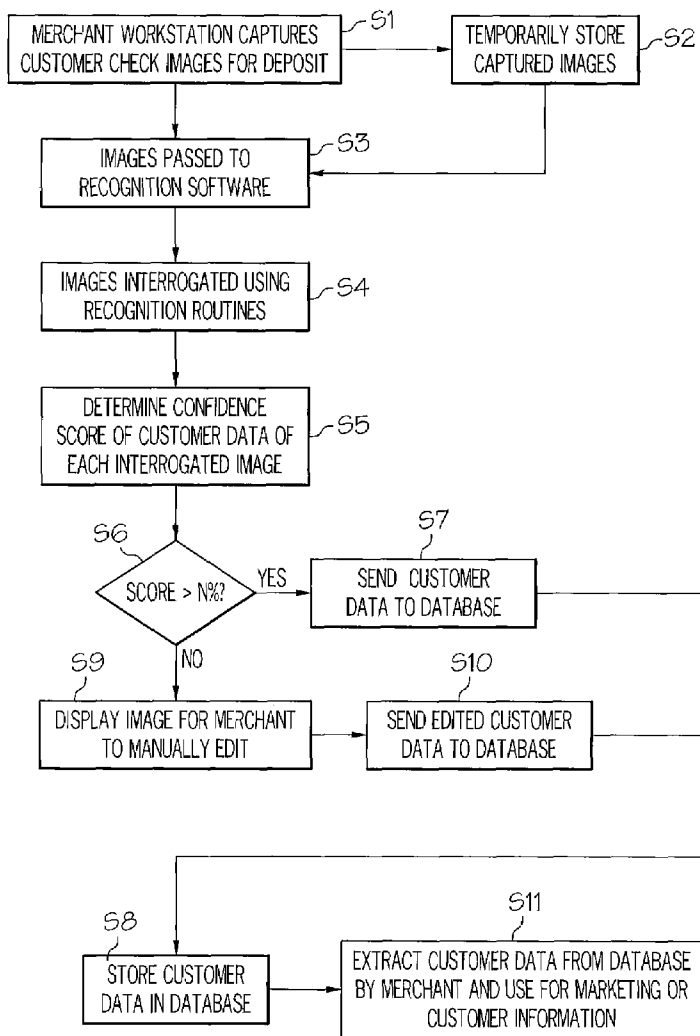 S1
MERCHANT WORKSTATION CAPTURES
CUSTOMER CHECK IMAGES FOR DEPOSIT
S2
TEMPORARILY STORE
CAPTURED IMAGES
S3
IMAGES PASSED TO
RECOGNITION SOFTWARE
S4
IMAGES INTERROGATED USING
RECOGNITION ROUTINES
S5
DETERMINE CONFIDENCE
SCORE OF CUSTOMER DATA OF
EACH INTERROGATED IMAGE
S6
SCORE > N%?
YES
S7
SEND CUSTOMER
DATA TO DATABASE
NO
S9
DISPLAY IMAGE FOR MERCHANT
TO MANUALLY EDIT
S10
SEND EDITED CUSTOMER
DATA TO DATABASE
S8
STORE CUSTOMER
DATA IN DATABASE
S11
EXTRACT CUSTOMER DATA FROM DATABASE
BY MERCHANT AND USE FOR MARKETING OR
CUSTOMER INFORMATION